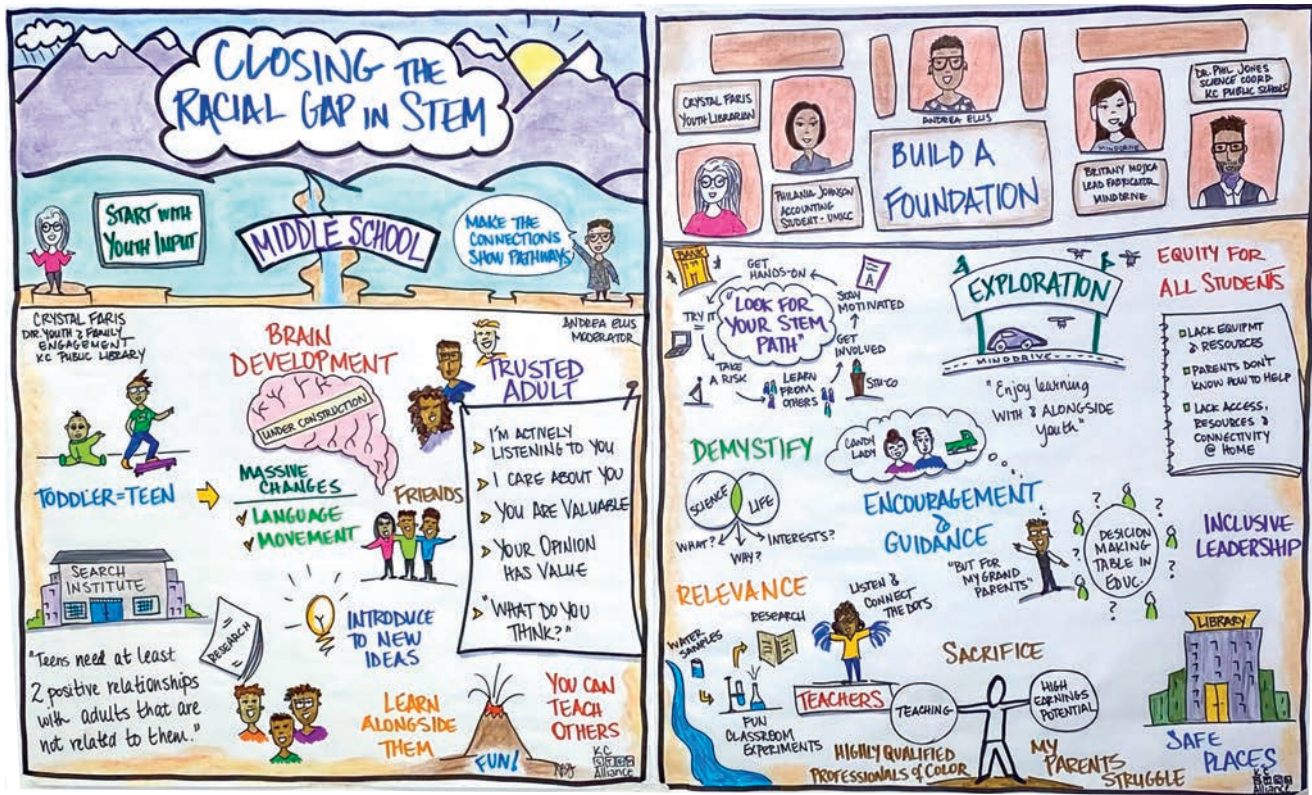 CLOSING THE
RACIAL GAP IN STEM
START WITH
YOUTH INPUT
MIDDLE SCHOOL
MAKE THE
CONNECTIONS
SHOW PATHWAYS
CRYSTAL FARIS
DIR. YOUTH & FAMILY
ENGAGEMENT
KC PUBLIC LIBRARY
BRAIN
DEVELOPMENT
UNDER CONSTRUCTION
ANDREA ELLIS
MODERATOR
TRUSTED
ADULT
I'M ACTIVELY
LISTENING TO YOU
I CARE ABOUT YOU
YOU ARE VALUABLE
YOUR OPINION
HAS VALUE
"WHAT DO YOU
THINK?"
TODDLER=TEEN
MASSIVE
CHANGES
LANGUAGE
MOVEMENT
FRIENDS
SEARCH
INSTITUTE
RESEARCH
"Teens need at least
2 positive relationships
with adults that are
not related to them."
INTRODUCE
TO NEW
IDEAS
LEARN
ALONGSIDE
THEM
FUN!
YOU CAN
TEACH
OTHERS
KC
STEM
Alliance
CRYSTAL FARIS
YOUTH LIBRARIAN
PHILANIA JOHNSON
ACCOUNTING
STUDENT - UMKC
ANDREA ELLIS
BUILD A
FOUNDATION
MINDDRIVE
BRITANY MOJICA
LEAD FABRICATOR
MINDDRIVE
DR. PHIL JONES
SCIENCE COORD
KC PUBLIC SCHOOLS
BANK
GET
HANDS-ON
"LOOK FOR
YOUR STEM
PATH"
A
STAY
MOTIVATED
TRY IT
GET
INVOLVED
TAKE
A RISK
LEARN
FROM
OTHERS
STU-CO
EXPLORATION
MINDDRIVE
"Enjoy learning
WITH & ALONGSIDE
Youth"
EQUITY FOR
ALL STUDENTS
LACK EQUIPMT
& RESOURCES
PARENTS DON'T
KNOW HOW TO HELP
LACK ACCESS,
RESOURCES &
CONNECTIVITY
@ HOME
DEMYSTIFY
SCIENCE
LIFE
WHAT?
WHY?
INTERESTS?
CANDY
LADY
ENCOURAGEMENT
&
GUIDANCE
"BUT FOR
MY GRAND
PARENTS"
? ? ? ? ? ? ?
DESICION
MAKING
TABLE IN
EDUC.
INCLUSIVE
LEADERSHIP
RELEVANCE
WATER
SAMPLES
RESEARCH
FUN
CLASSROOM
EXPERIMENTS
LISTEN &
CONNECT
THE DOTS
TEACHERS
SACRIFICE
TEACHING
HIGH
EARNINGS
POTENTIAL
HIGHLY QUALIFIED
PROFESSIONALS of COLOR
MY
PARENTS
STRUGGLE
LIBRARY
SAFE
PLACES
KC
STEM
Alliance